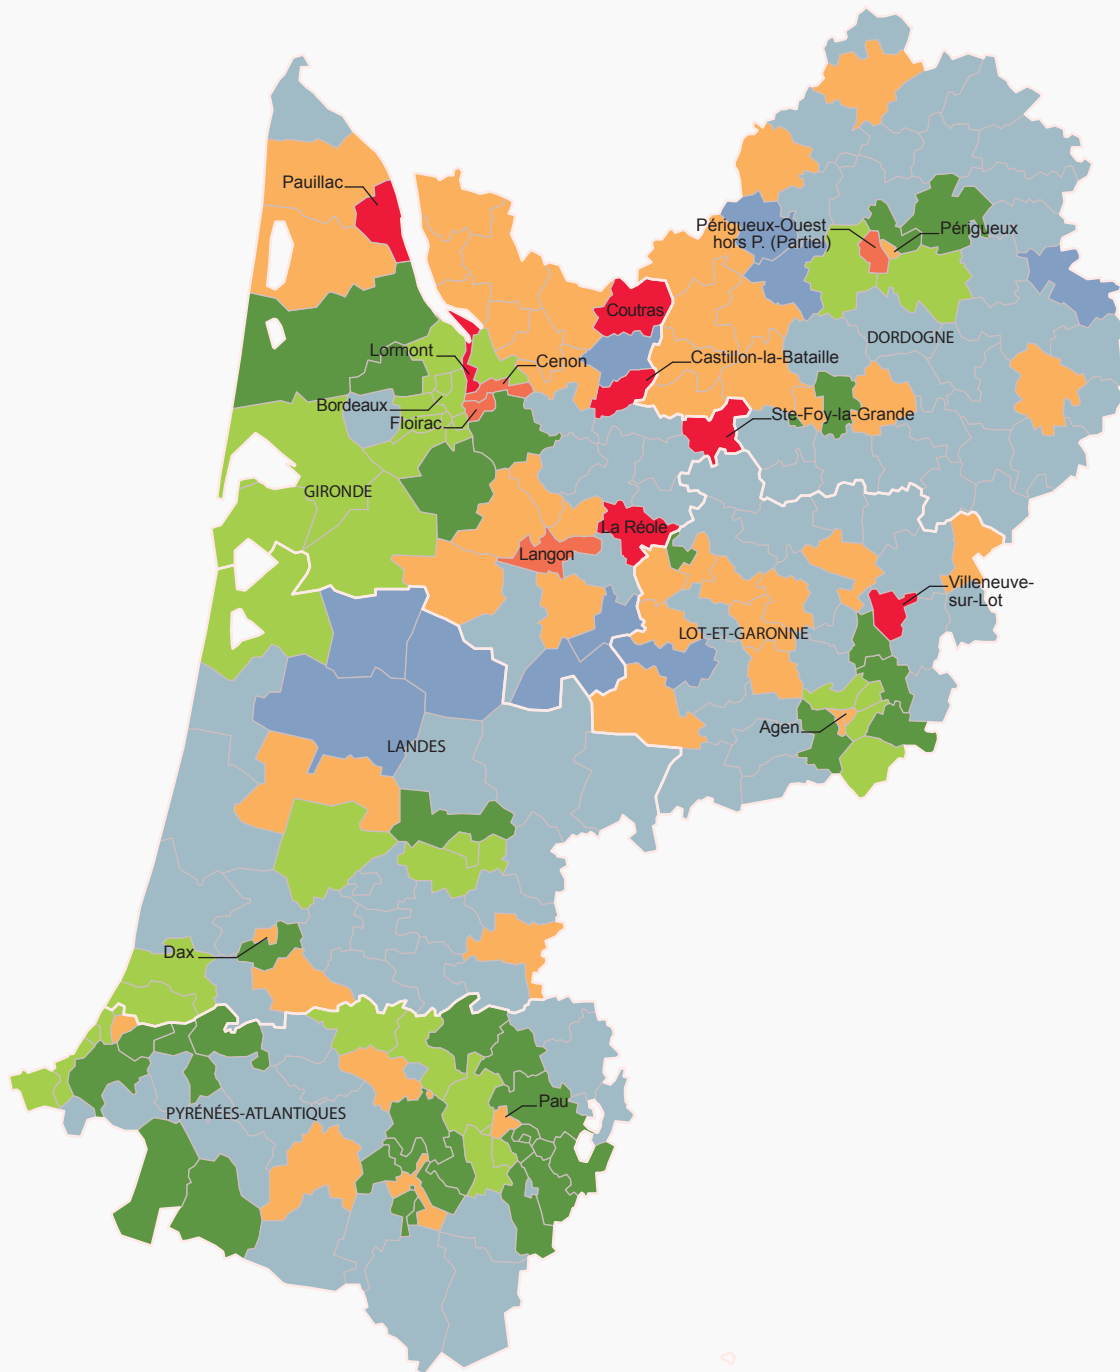 Pauillac
Périgueux-Ouest
hors P. (Partiel)
Périgueux
Coutras
DORDOGNE
Lormont
Cenon
Castillon-la-Bataille
Bordeaux
Floirac
Ste-Foy-la-Grande
GIRONDE
La Réole
Langon
Villeneuve-
sur-Lot
LOT-ET-GARONNE
Agen
LANDES
Dax
Pau
PYRÉNÉES-ATLANTIQUES